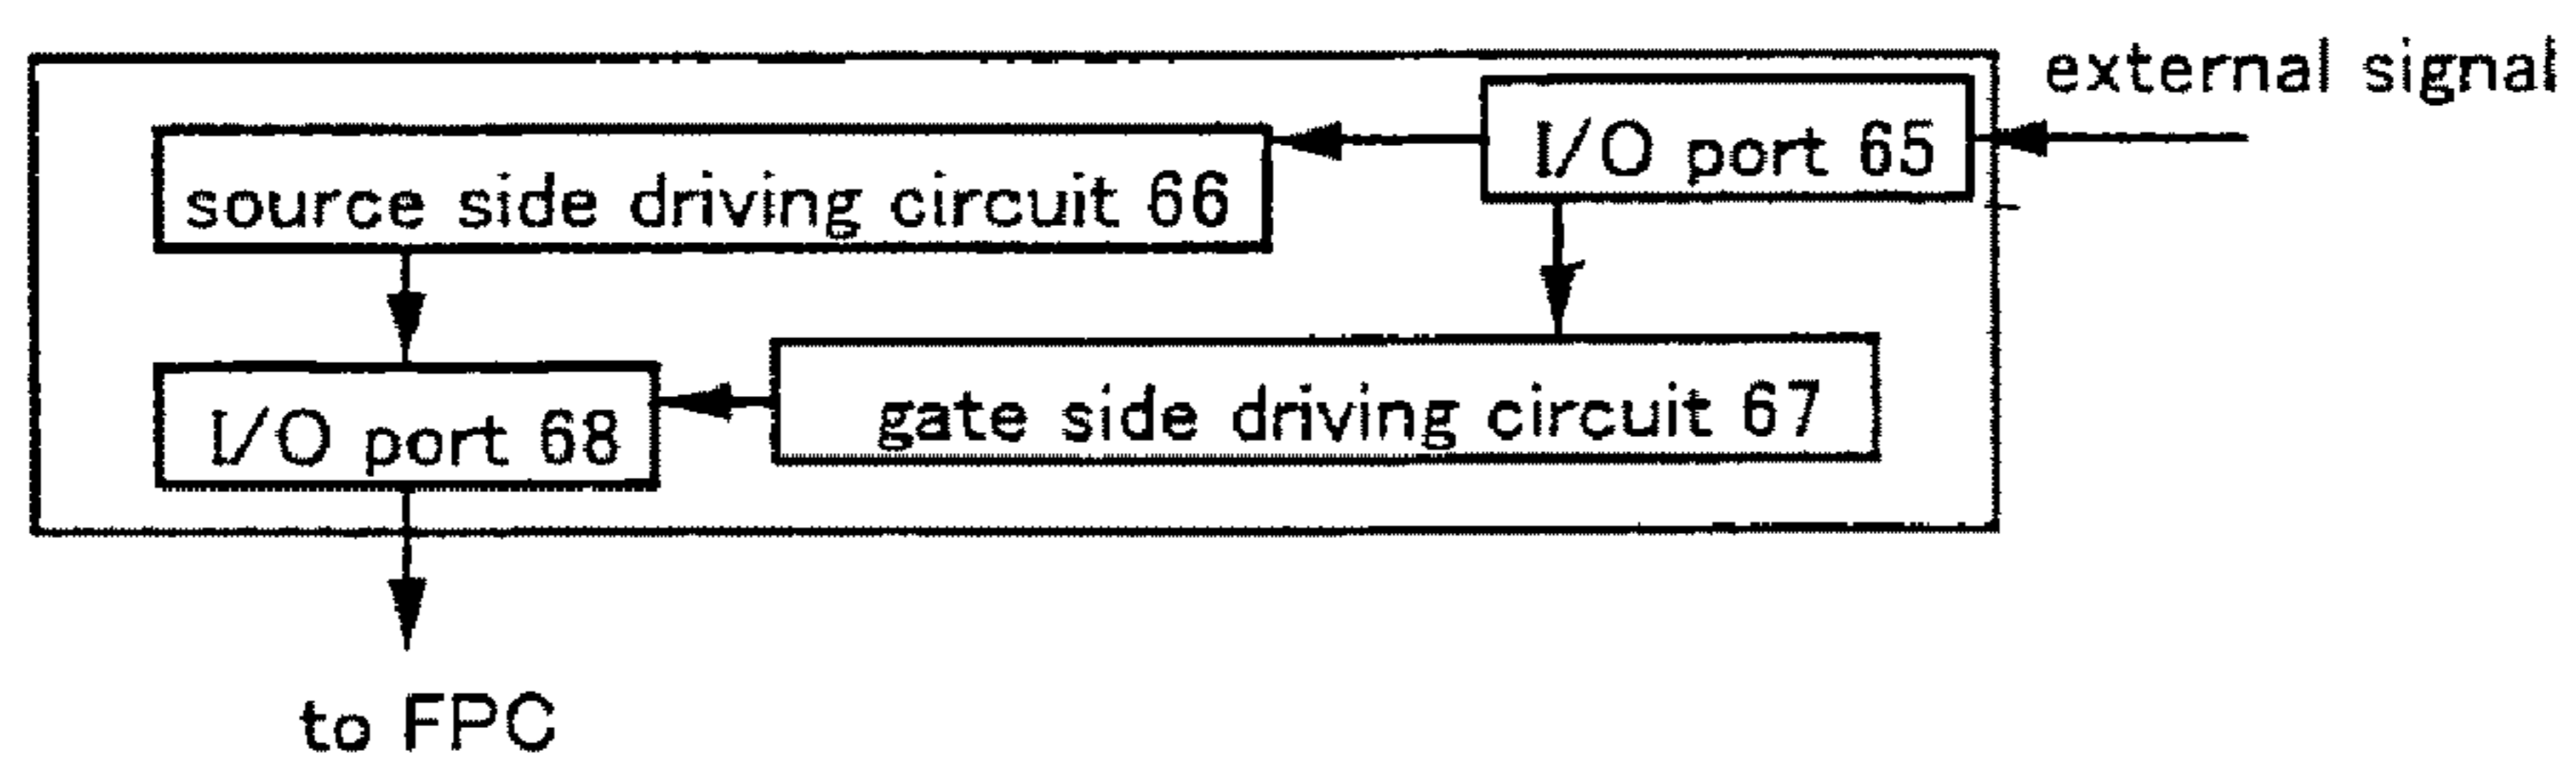 external signal
I/O port 65
source side driving circuit 66
I/O port 68
gate side driving circuit 67
to FPC